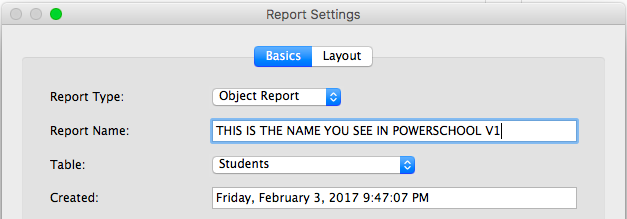 Report Settings
Basics Layout
Report Type: Object Report
Report Name: THIS IS THE NAME YOU SEE IN POWERSCHOOL V1
Table: Students
Created: Friday, February 3, 2017 9:47:07 PM